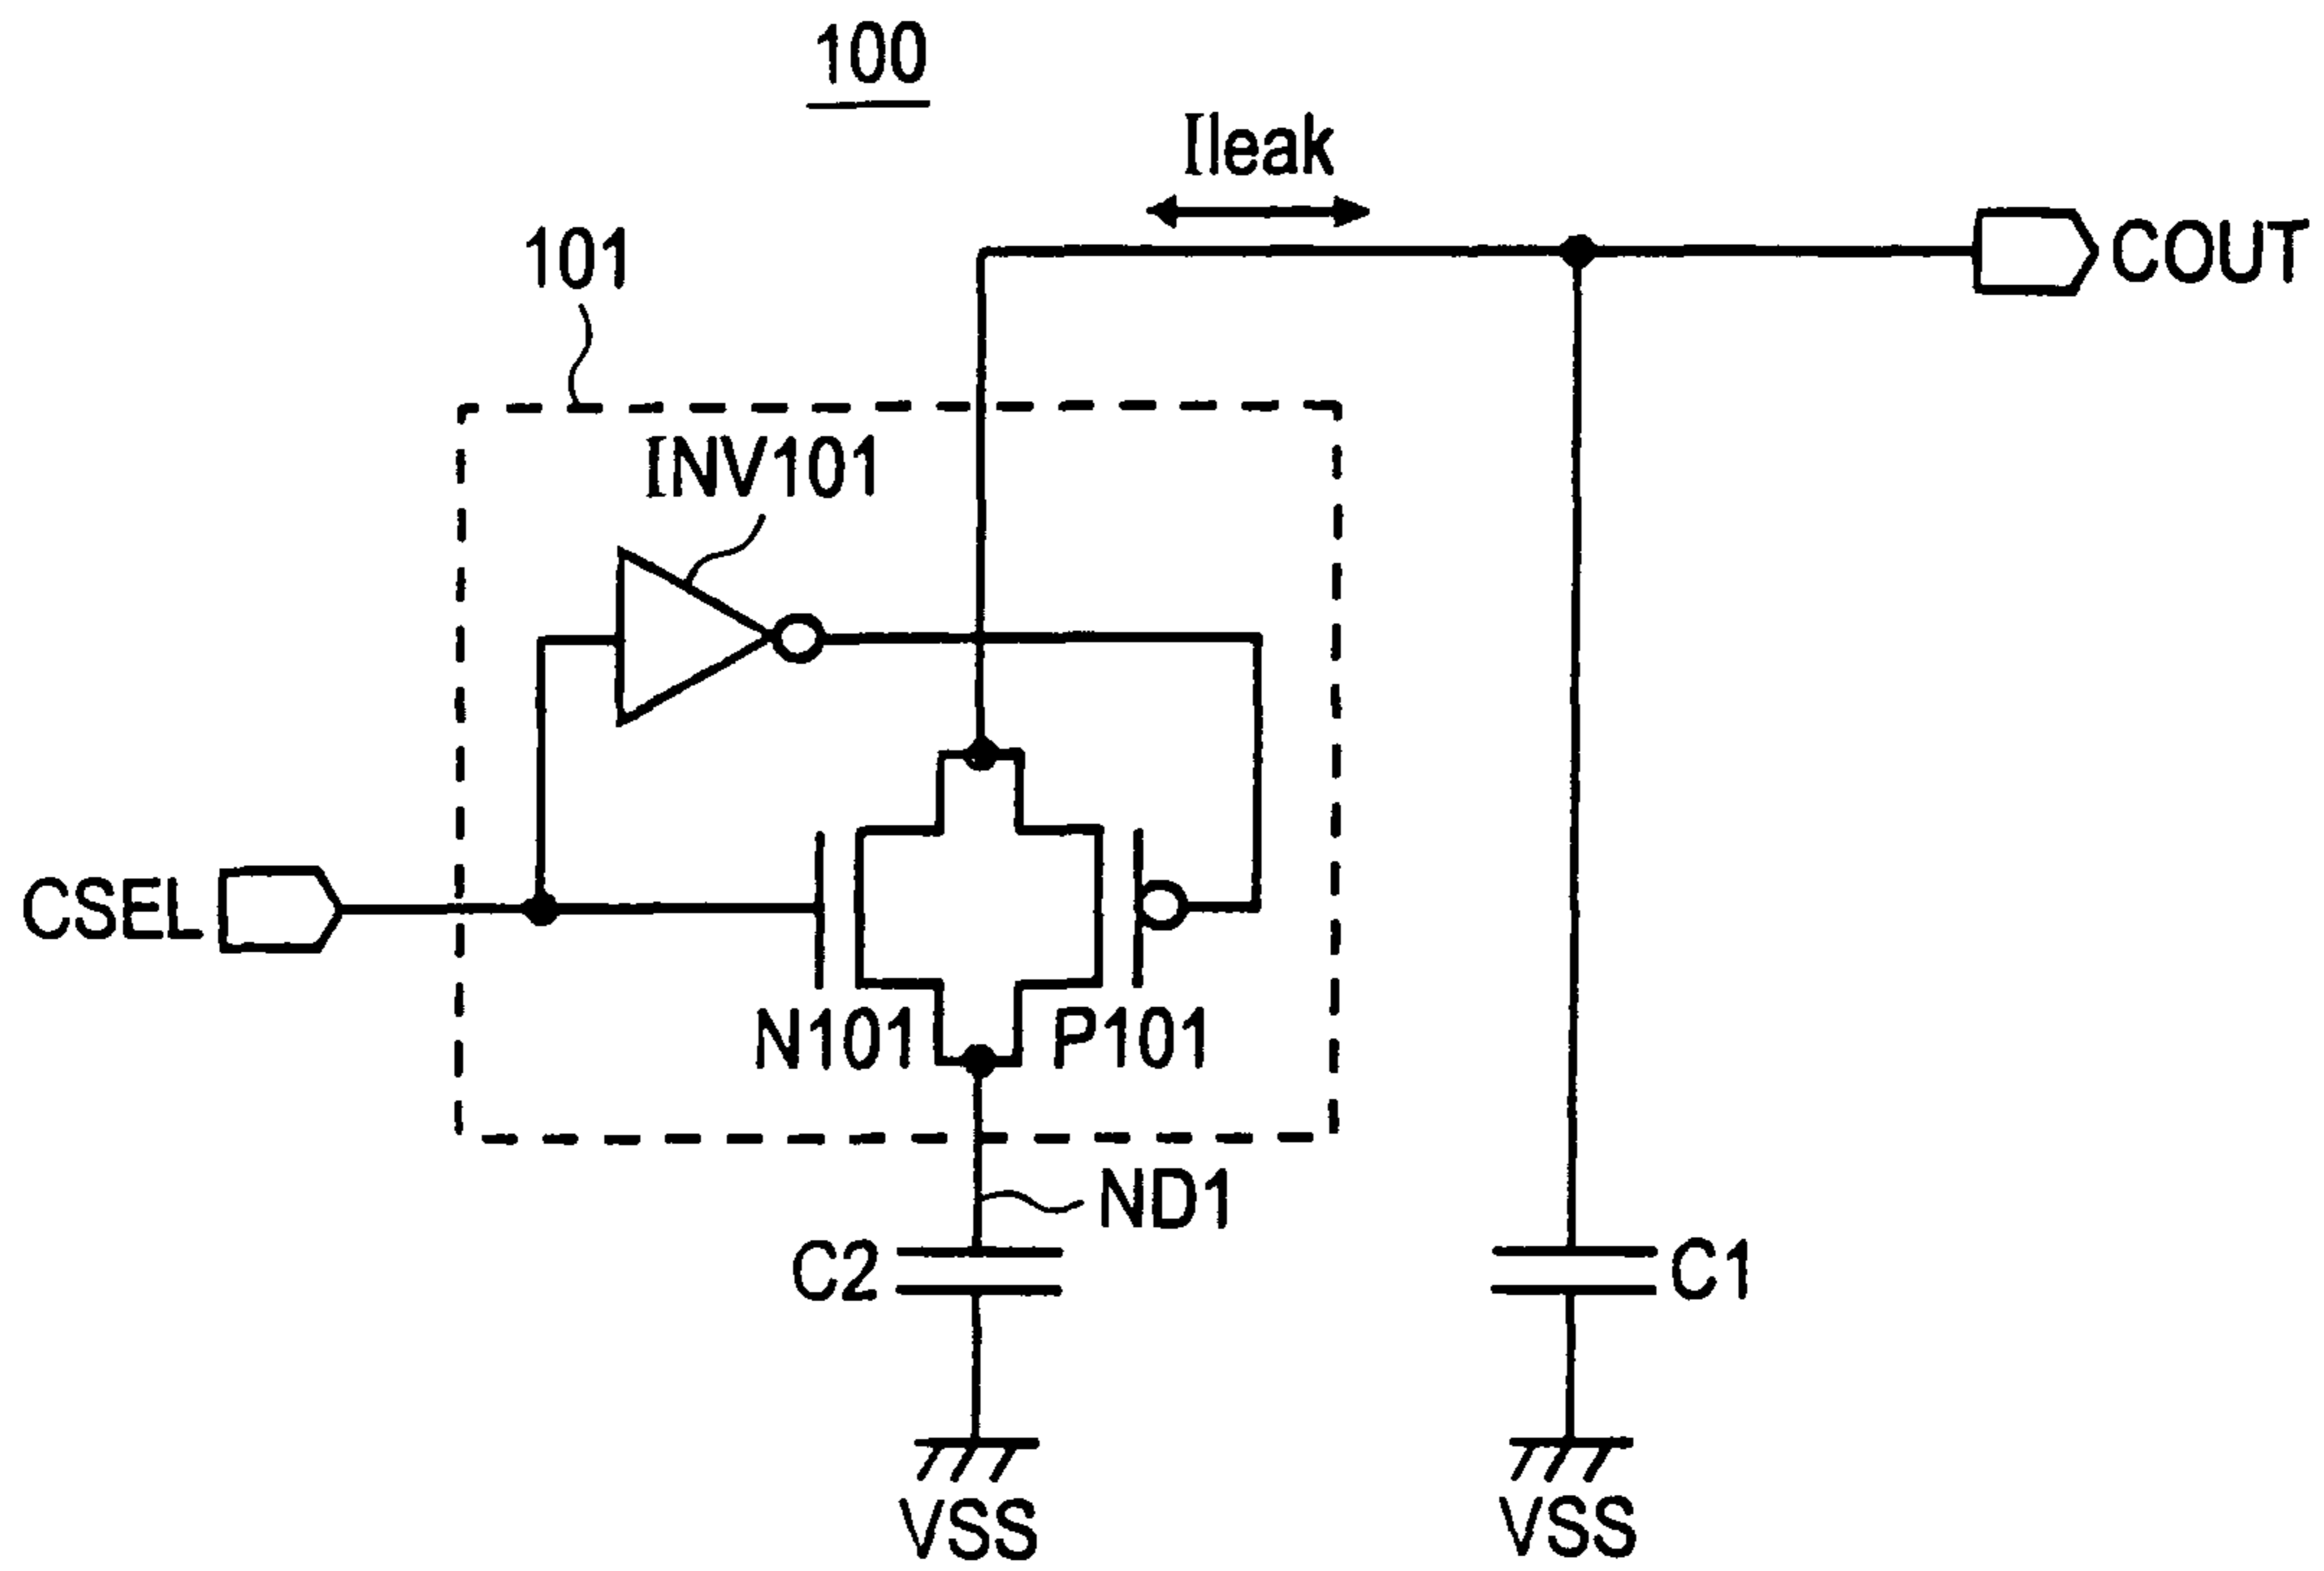 100
Ileak
COUT
101
INV101
CSEL
N101
P101
ND1
C2
C1
VSS
VSS